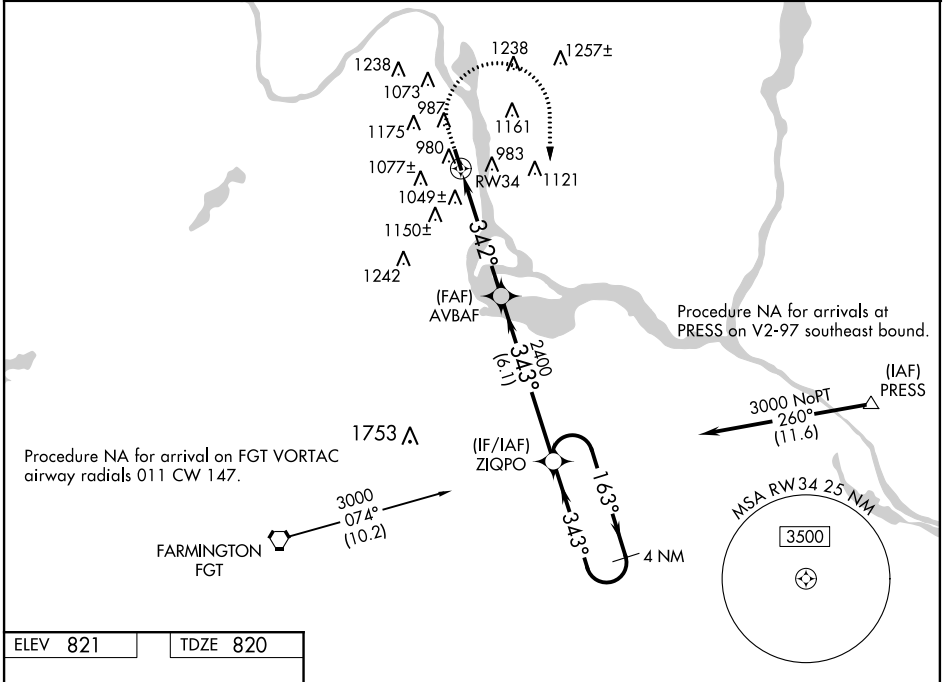 1238
1238
1257±
1073
987
1175
1161
980
983
1077±
RW34
1121
1049±
1150±
342°
1242
(FAF)
AVBAF
Procedure NA for arrivals at
PRESS on V2-97 southeast bound.
2400
343°
(6.1)
(IAF)
PRESS
3000 NoPT
260°
(11.6)
1753
(IF/IAF)
ZIQPO
Procedure NA for arrival on FGT VORTAC
airway radials 011 CW 147.
163°
343°
4 NM
3000
074°
(10.2)
FARMINGTON
FGT
MSA RW34 25 NM
3500
ELEV 821
TDZE 820